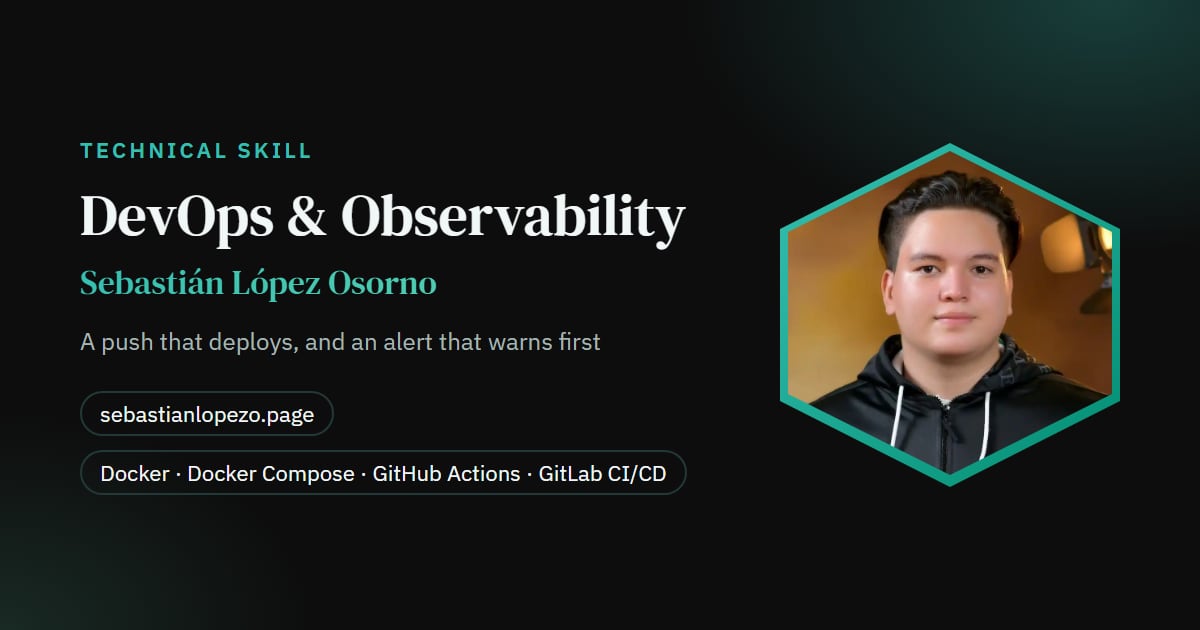 TECHNICAL SKILL
DevOps & Observability
Sebastián López Osorno
A push that deploys, and an alert that warns first
sebastianlopezo.page
Docker · Docker Compose · GitHub Actions · GitLab CI/CD